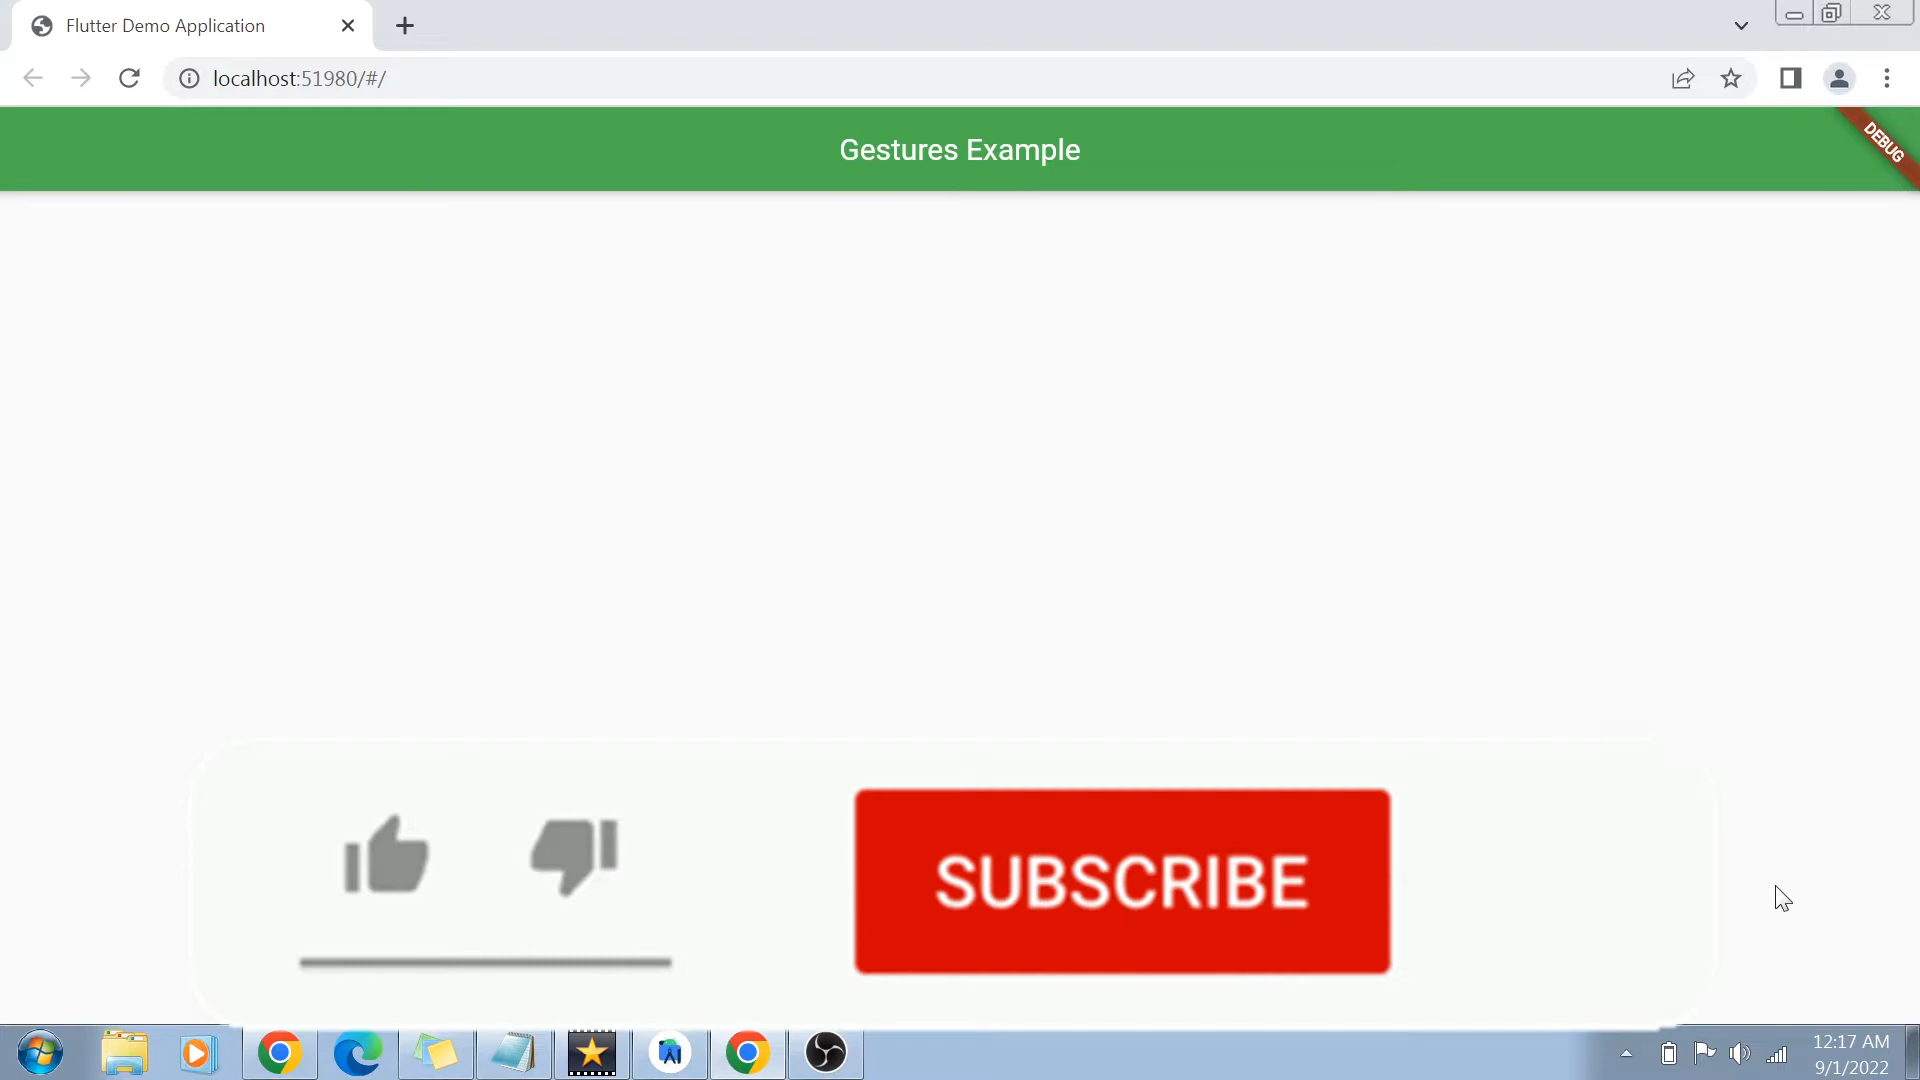 Flutter Demo Application
localhost:51980/#/
Gestures Example
DEBUG
SUBSCRIBE
12:17 AM
9/1/2022